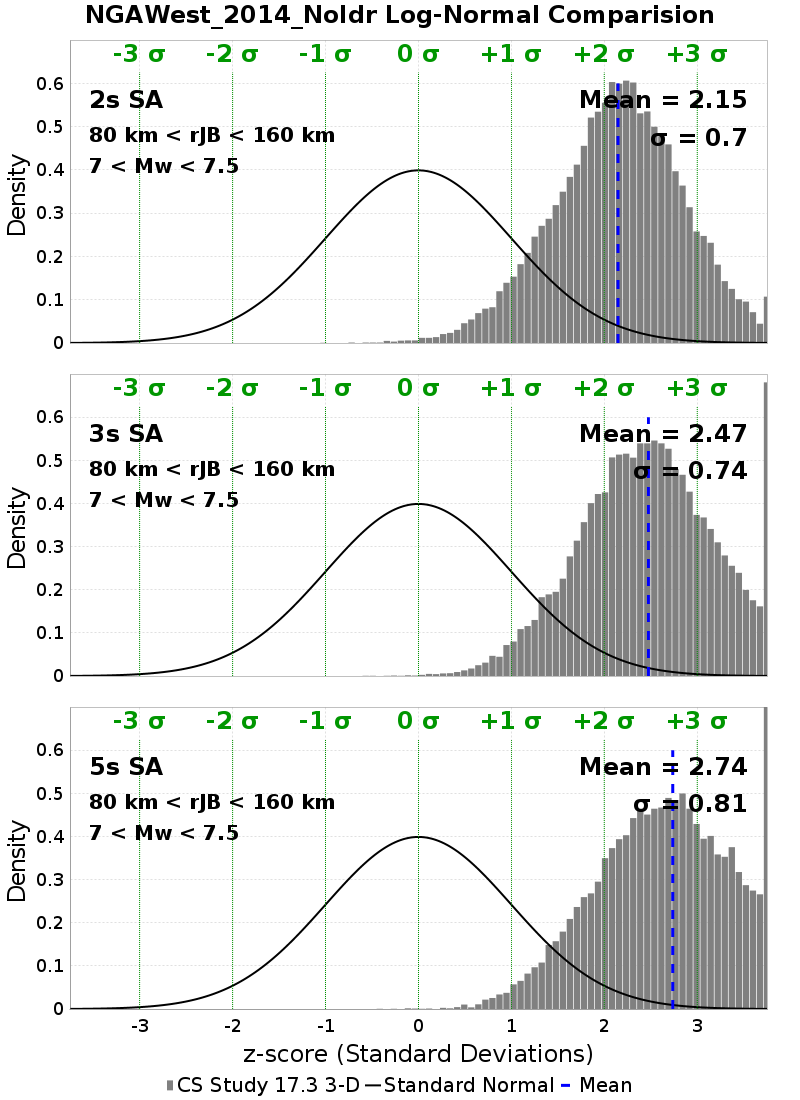 NGAWest_2014_NoIdr Log-Normal Comparision
-3 σ -2 σ -1 σ 0 σ +1 σ +2 σ +3 σ
2s SA Mean = 2.15
80 km < rJB < 160 km σ = 0.7
7 < Mw < 7.5
0.6
0.5
0.4
0.3
0.2
0.1
0
Density
-3 σ -2 σ -1 σ 0 σ +1 σ +2 σ +3 σ
3s SA Mean = 2.47
80 km < rJB < 160 km σ = 0.74
7 < Mw < 7.5
0.6
0.5
0.4
0.3
0.2
0.1
0
Density
-3 σ -2 σ -1 σ 0 σ +1 σ +2 σ +3 σ
5s SA Mean = 2.74
80 km < rJB < 160 km σ = 0.81
7 < Mw < 7.5
0.6
0.5
0.4
0.3
0.2
0.1
0
Density
-3 -2 -1 0 1 2 3
z-score (Standard Deviations)
CS Study 17.3 3-D Standard Normal Mean